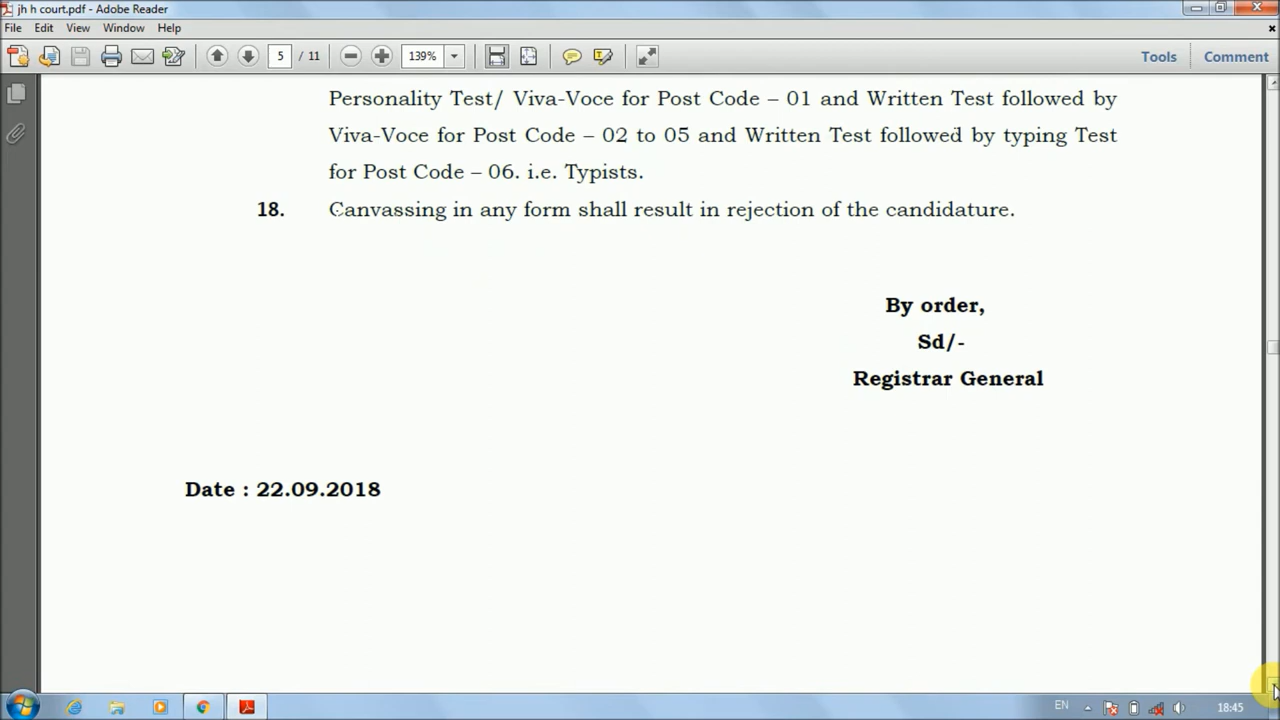 jh h court.pdf - Adobe Reader
File Edit View Window Help
5 / 11 139% Tools Comment
Personality Test/ Viva-Voce for Post Code – 01 and Written Test followed by
Viva-Voce for Post Code – 02 to 05 and Written Test followed by typing Test
for Post Code – 06. i.e. Typists.
18. Canvassing in any form shall result in rejection of the candidature.
By order,
Sd/-
Registrar General
Date : 22.09.2018
EN 18:45